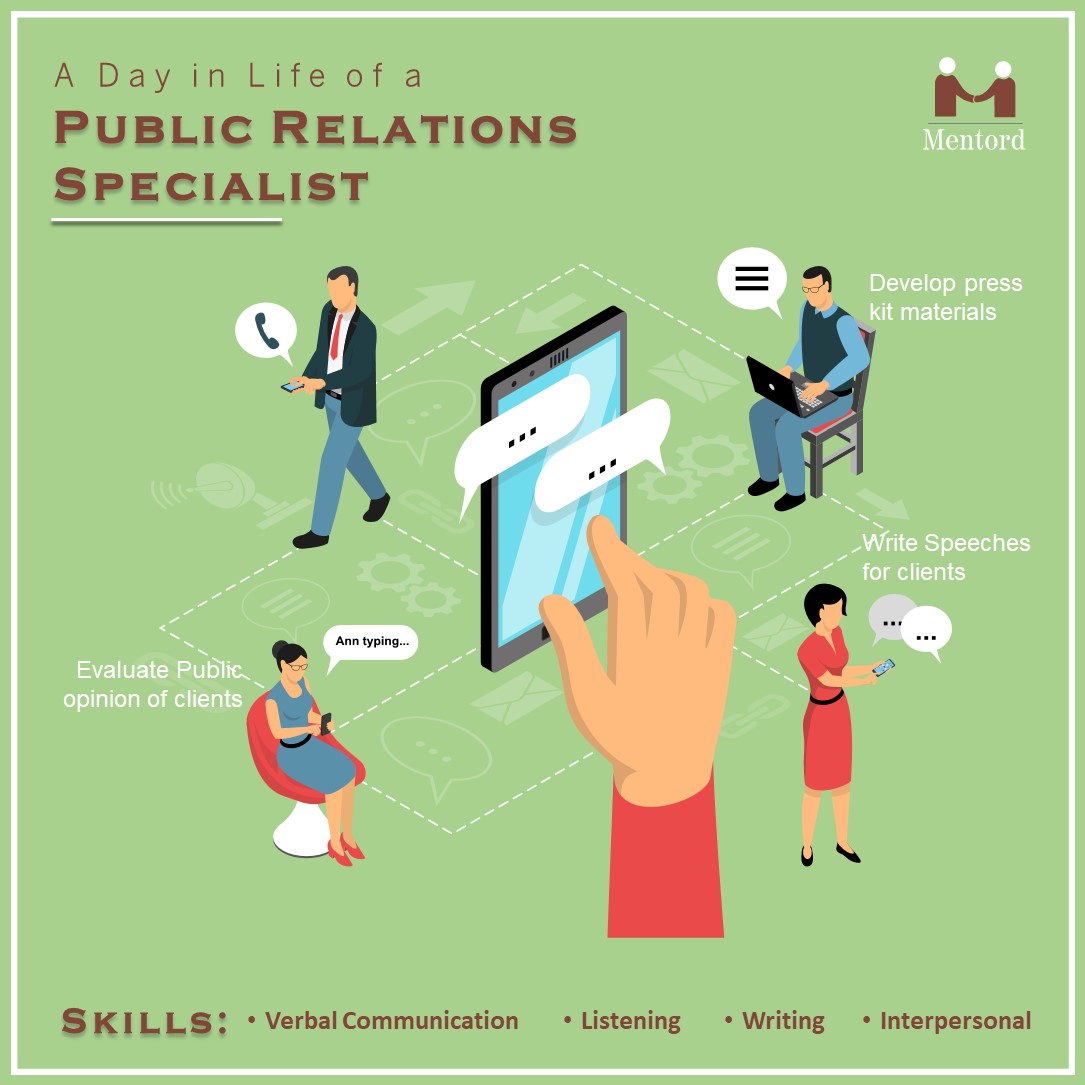 A Day in Life of a
PUBLIC RELATIONS
SPECIALIST
Mentord
Develop press
kit materials
Write Speeches
for clients
Ann typing...
Evaluate Public
opinion of clients
SKILLS: • Verbal Communication • Listening • Writing • Interpersonal